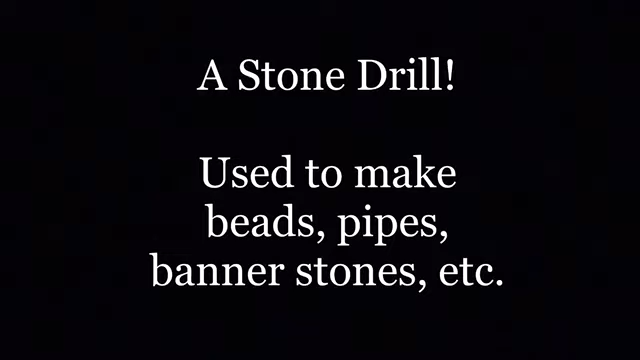 A Stone Drill!
Used to make
beads, pipes,
banner stones, etc.